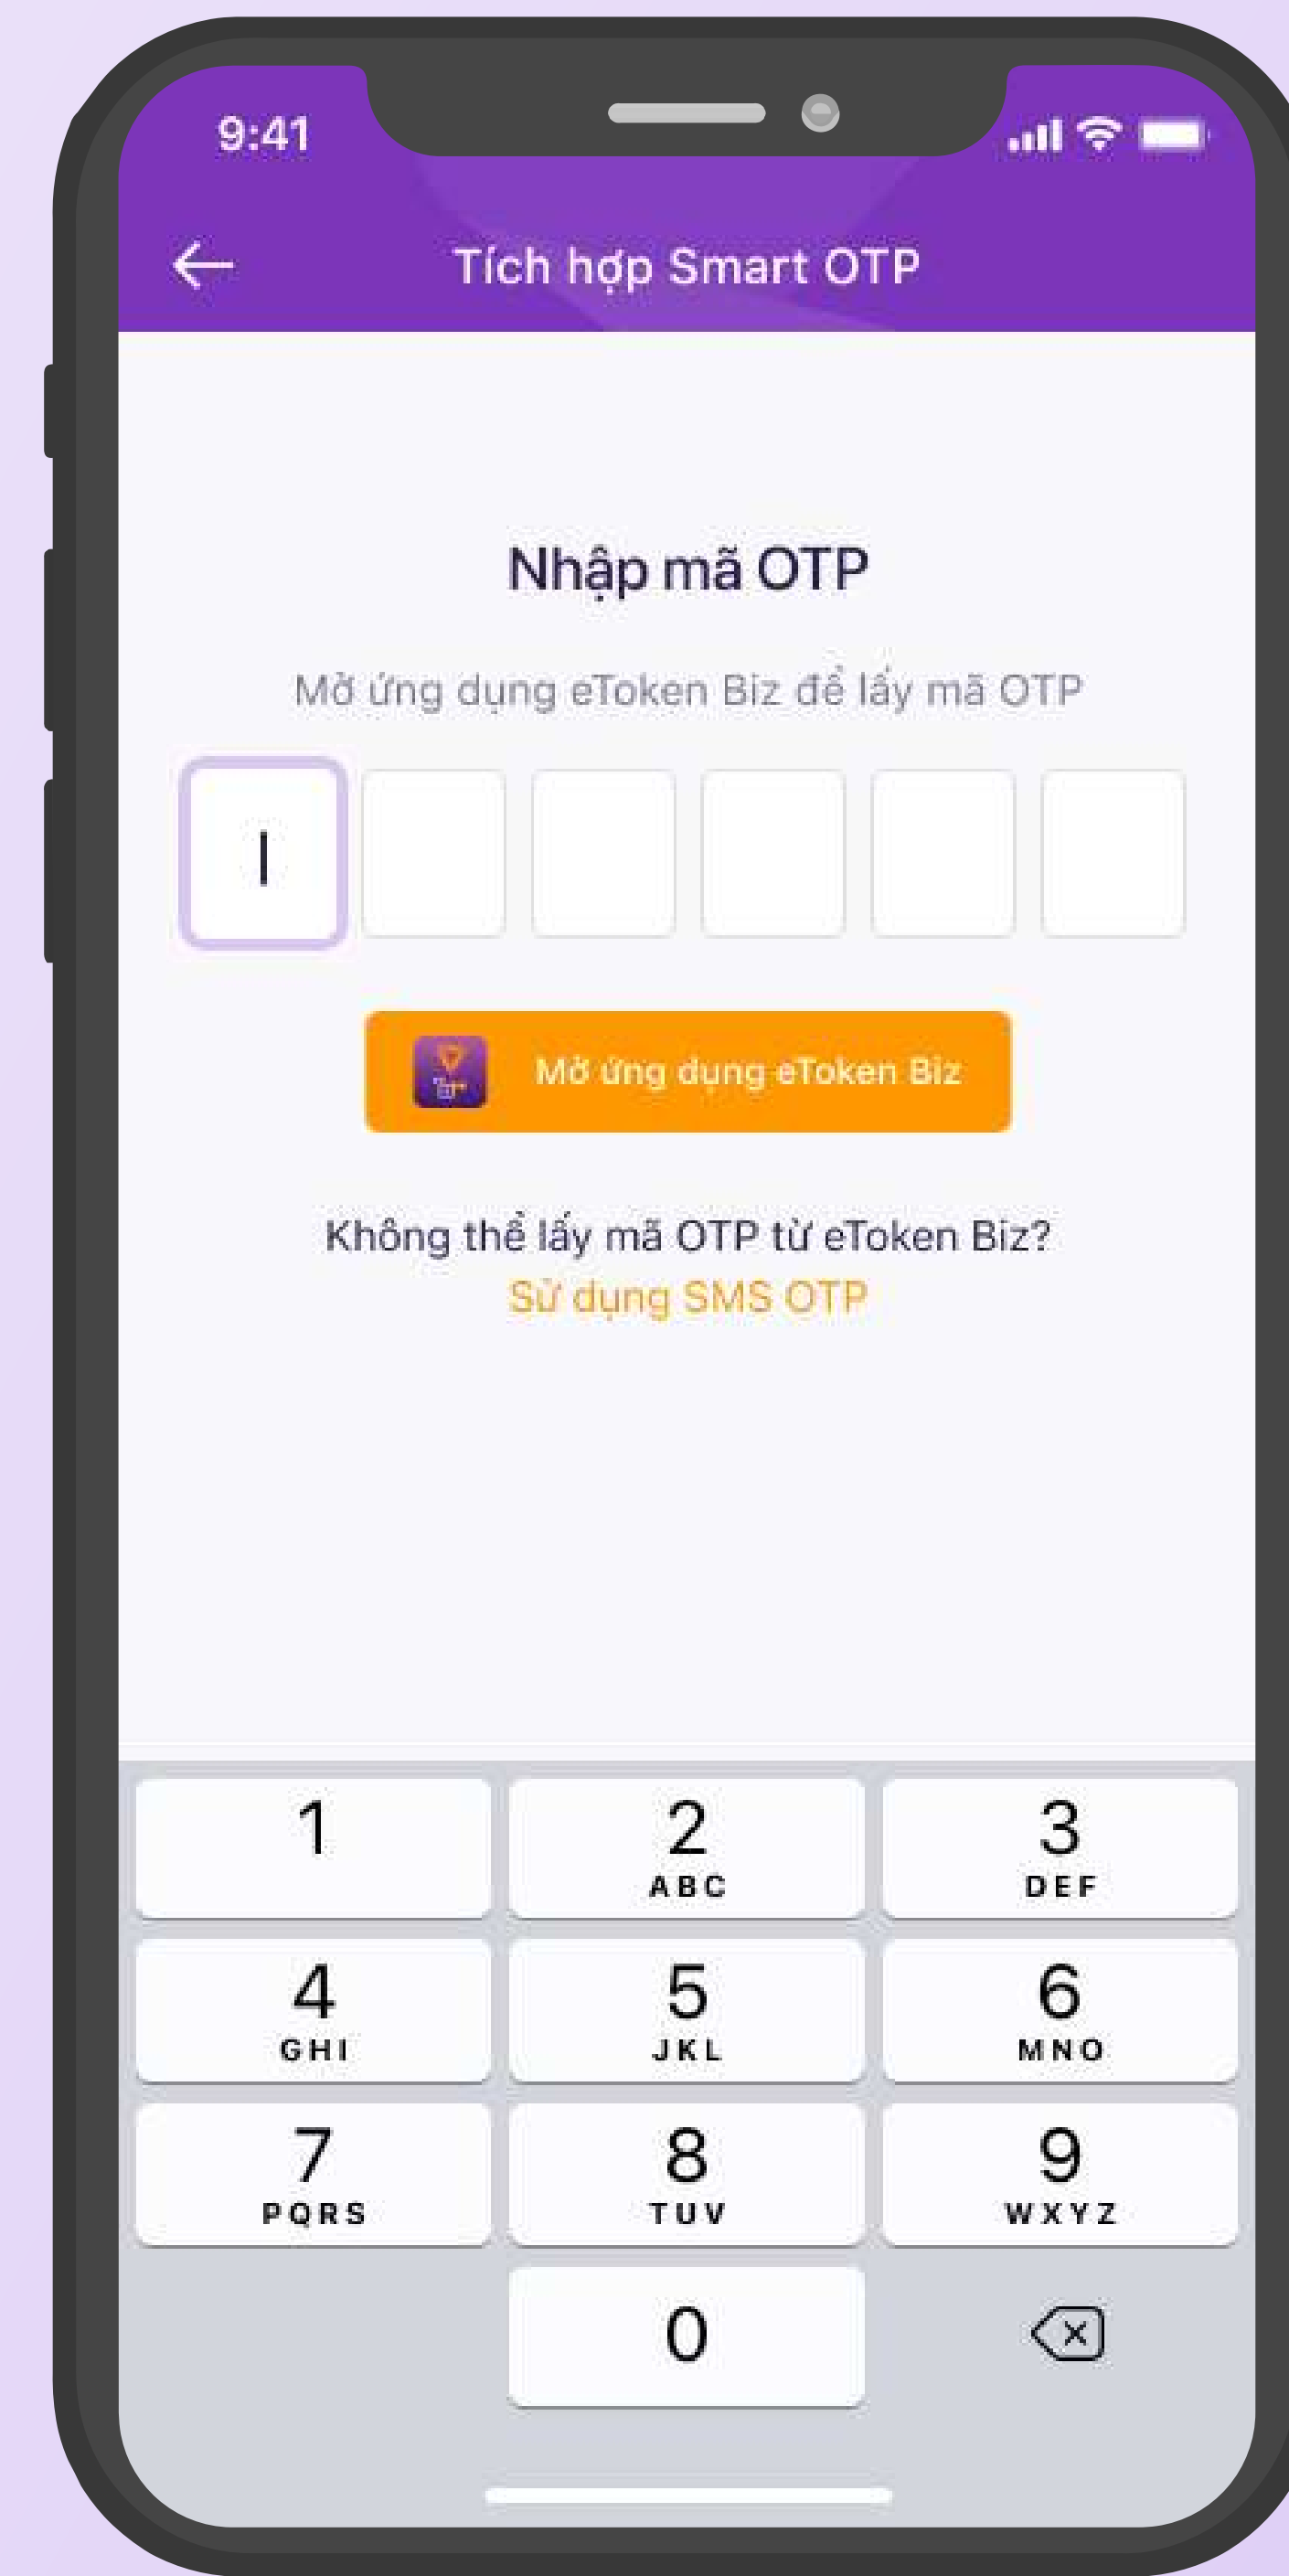 9:41
Tích hợp Smart OTP
Nhập mã OTP
Mở ứng dụng eToken Biz để lấy mã OTP
Mở ứng dụng eToken Biz
Không thể lấy mã OTP từ eToken Biz?
Sử dụng SMS OTP
1 2 3
ABC DEF
4 5 6
GHI JKL MNO
7 8 9
PQRS TUV WXYZ
0